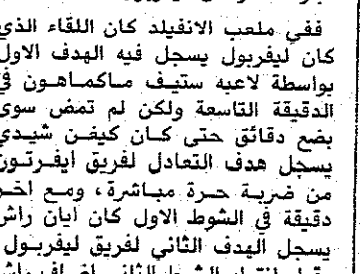 ففي ملعب الانفيلد كان اللقاء الذي
كان ليفربول يسجل فيه الهدف الاول
بواسطة لاعبه ستيف ماكماهون في
الدقيقة التاسعة ولكن لم تمض سوى
بضع دقائق حتى كان كيفن شيدي
يسجل هدف التعادل لفريق ايفرتون
من ضربة حرة مباشرة، ومع اخر
دقيقة في الشوط الاول كان ايان راش
يسجل الهدف الثاني لفريق ليفربول